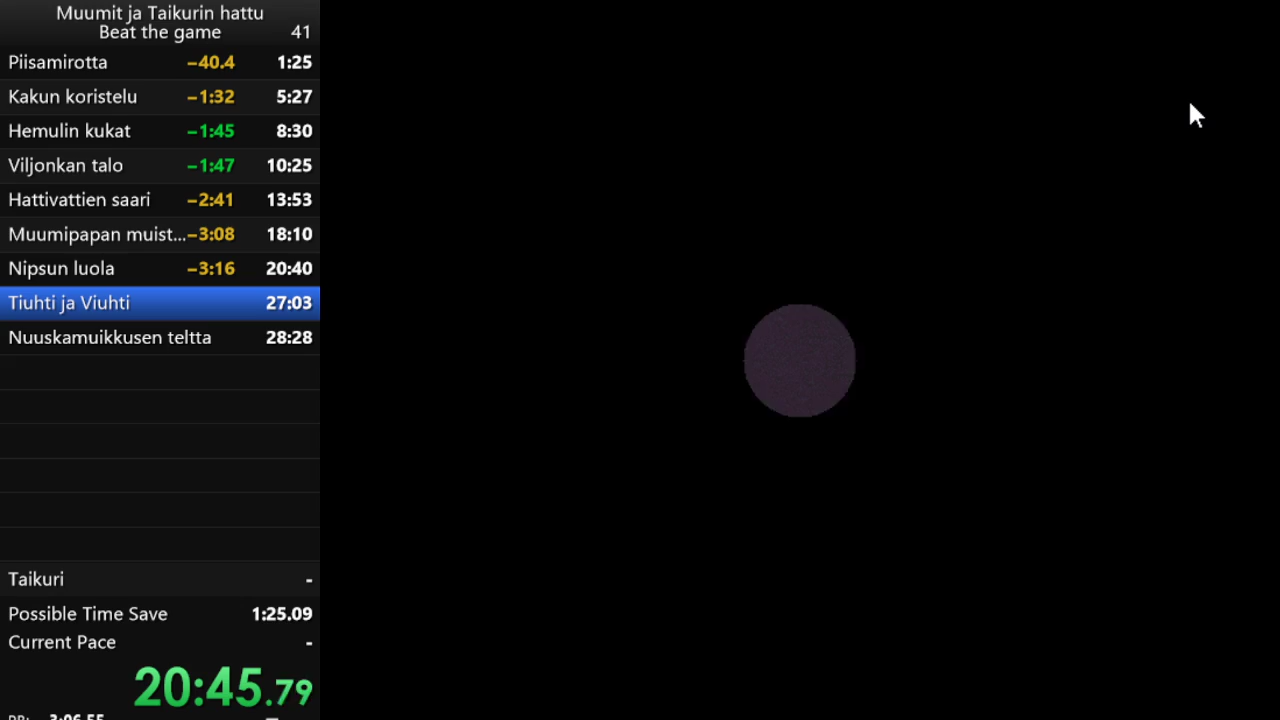 Muumit ja Taikurin hattu
Beat the game 41
Piisamirotta −40.4 1:25
Kakun koristelu −1:32 5:27
Hemulin kukat −1:45 8:30
Viljonkan talo −1:47 10:25
Hattivattien saari −2:41 13:53
Muumipapan muist... −3:08 18:10
Nipsun luola −3:16 20:40
Tiuhti ja Viuhti 27:03
Nuuskamuikkusen teltta 28:28
Taikuri -
Possible Time Save 1:25.09
Current Pace -
20:45.79